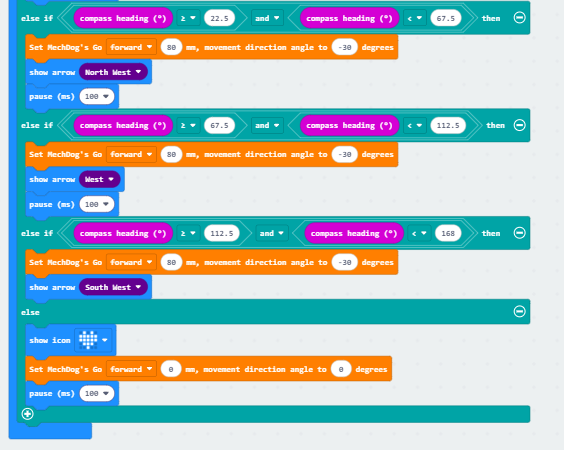 else if compass heading (°) ≥ 22.5 and compass heading (°) < 67.5 then
Set MechDog's Go forward 80 mm, movement direction angle to -30 degrees
show arrow North West
pause (ms) 100
else if compass heading (°) ≥ 67.5 and compass heading (°) < 112.5 then
Set MechDog's Go forward 80 mm, movement direction angle to -30 degrees
show arrow West
pause (ms) 100
else if compass heading (°) ≥ 112.5 and compass heading (°) < 168 then
Set MechDog's Go forward 80 mm, movement direction angle to -30 degrees
show arrow South West
else
show icon
Set MechDog's Go forward 0 mm, movement direction angle to 0 degrees
pause (ms) 100